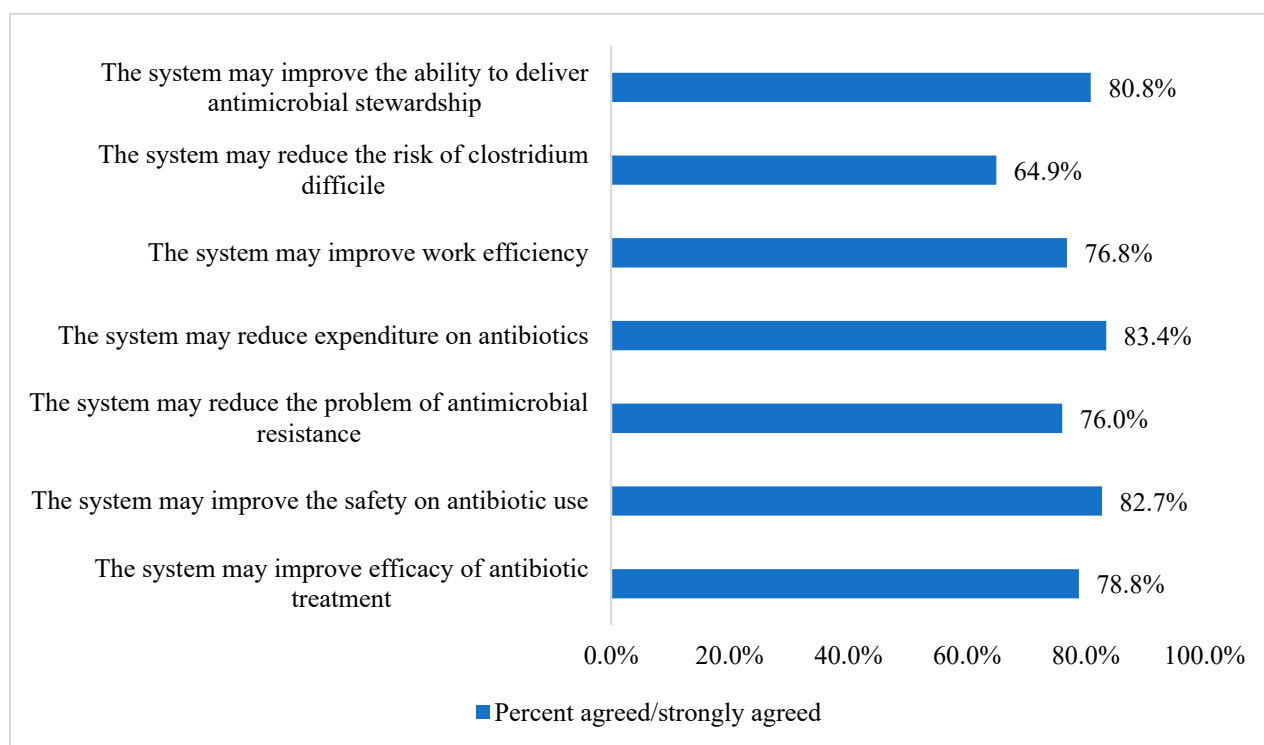 The system may improve the ability to deliver
antimicrobial stewardship
80.8%
The system may reduce the risk of clostridium
difficile
64.9%
The system may improve work efficiency
76.8%
The system may reduce expenditure on antibiotics
83.4%
The system may reduce the problem of antimicrobial
resistance
76.0%
The system may improve the safety on antibiotic use
82.7%
The system may improve efficacy of antibiotic
treatment
78.8%
0.0% 20.0% 40.0% 60.0% 80.0% 100.0%
Percent agreed/strongly agreed